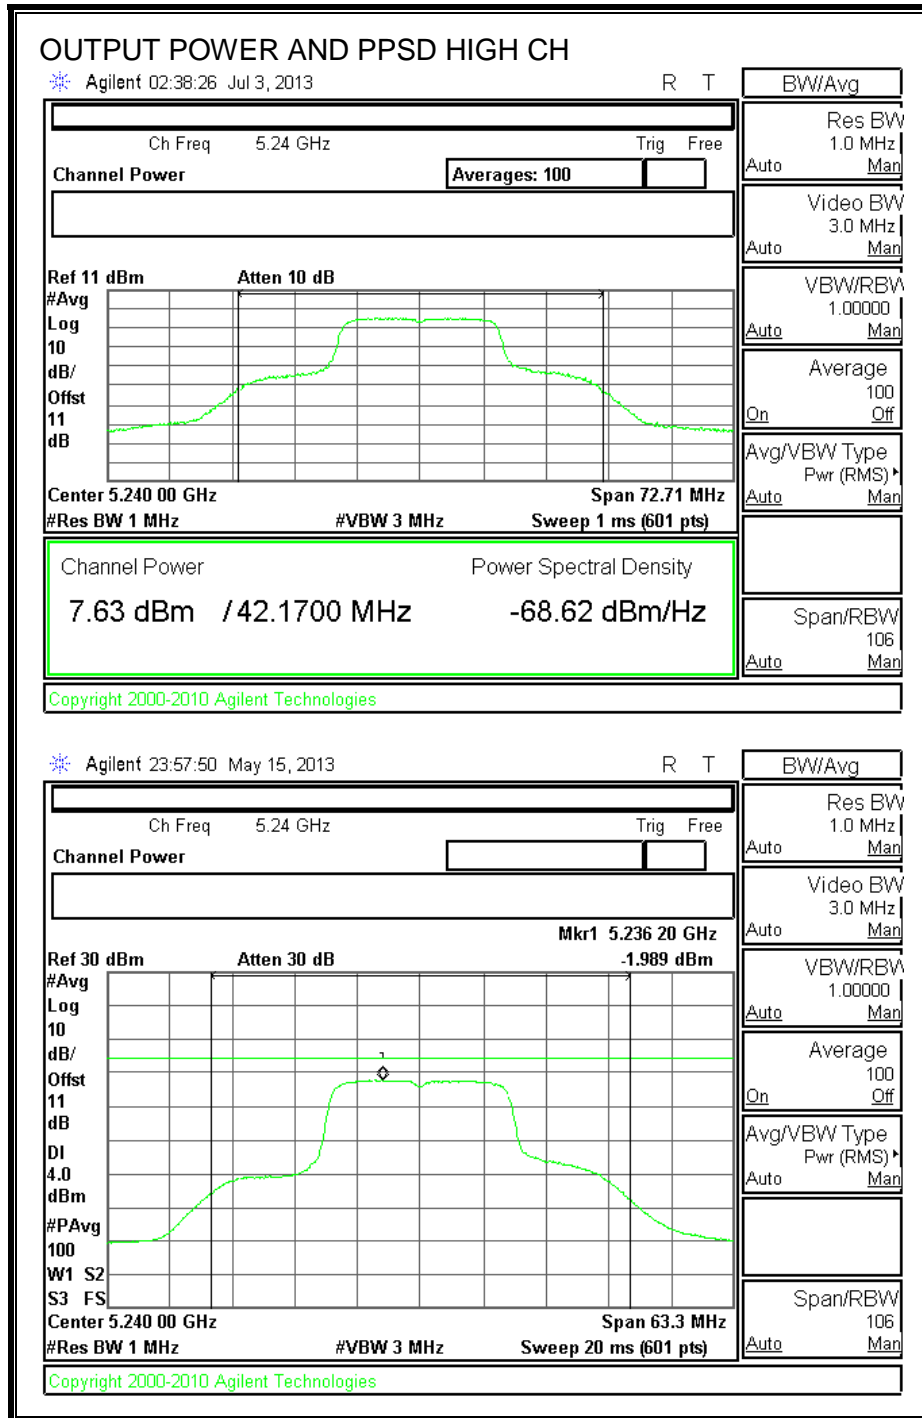 OUTPUT POWER AND PPSD HIGH CH
Agilent 02:38:26 Jul 3, 2013 R T
BW/Avg
Ch Freq 5.24 GHz Trig Free
Channel Power Averages: 100
Res BW
1.0 MHz
Auto Man
Video BW
3.0 MHz
Auto Man
Ref 11 dBm Atten 10 dB
#Avg
Log
10
dB/
Offst
11
dB
VBW/RBW
1.00000
Auto Man
Average
100
On Off
Avg/VBW Type
Pwr (RMS)
Auto Man
Center 5.240 00 GHz Span 72.71 MHz
#Res BW 1 MHz #VBW 3 MHz Sweep 1 ms (601 pts)
Channel Power Power Spectral Density
7.63 dBm / 42.1700 MHz -68.62 dBm/Hz
Span/RBW
106
Auto Man
Copyright 2000-2010 Agilent Technologies
Agilent 23:57:50 May 15, 2013 R T
BW/Avg
Ch Freq 5.24 GHz Trig Free
Channel Power
Res BW
1.0 MHz
Auto Man
Video BW
3.0 MHz
Auto Man
Mkr1 5.236 20 GHz
Ref 30 dBm Atten 30 dB -1.989 dBm
#Avg
Log
10
dB/
Offst
11
dB
DI
4.0
dBm
#PAvg
100
W1 S2
S3 FS
1
VBW/RBW
1.00000
Auto Man
Average
100
On Off
Avg/VBW Type
Pwr (RMS)
Auto Man
Center 5.240 00 GHz Span 63.3 MHz
#Res BW 1 MHz #VBW 3 MHz Sweep 20 ms (601 pts)
Span/RBW
106
Auto Man
Copyright 2000-2010 Agilent Technologies